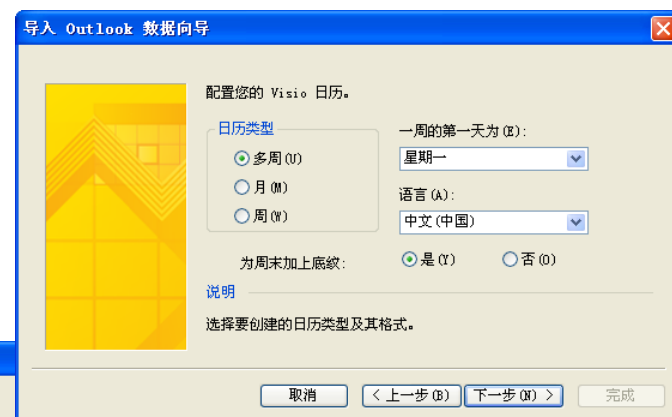 导入 Outlook 数据向导
配置您的 Visio 日历。
日历类型
多周(U)
月(M)
周(W)
一周的第一天为(E):
星期一
语言(A):
中文(中国)
为周末加上底纹:
是(Y)
否(O)
说明
选择要创建的日历类型及其格式。
取消
< 上一步(B)
下一步(N) >
完成